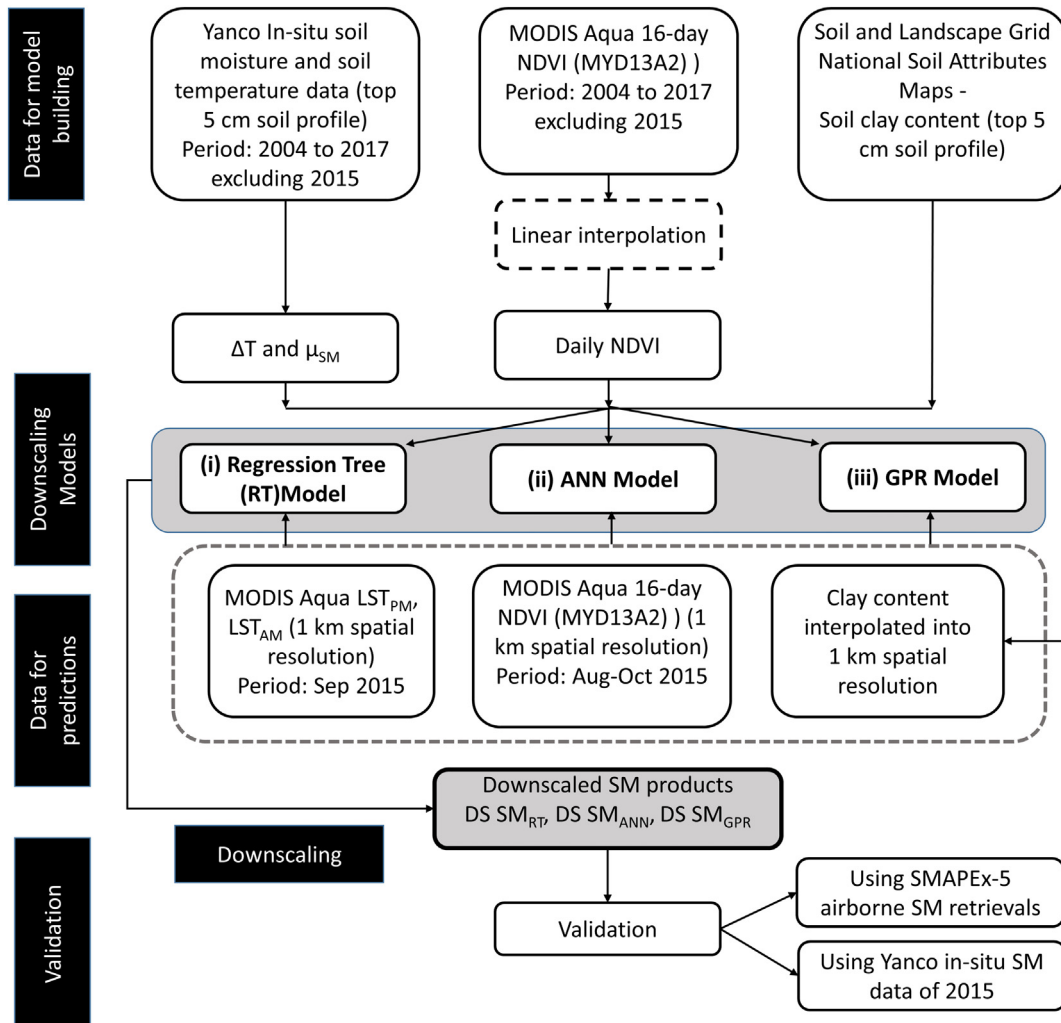 Data for model
building
Yanco In-situ soil
moisture and soil
temperature data (top
5 cm soil profile)
Period: 2004 to 2017
excluding 2015
MODIS Aqua 16-day
NDVI (MYD13A2) )
Period: 2004 to 2017
excluding 2015
Soil and Landscape Grid
National Soil Attributes
Maps -
Soil clay content (top 5
cm soil profile)
Linear interpolation
ΔT and μSM
Daily NDVI
Downscaling
Models
(i) Regression Tree
(RT)Model
(ii) ANN Model
(iii) GPR Model
Data for
predictions
MODIS Aqua LSTPM,
LSTAM (1 km spatial
resolution)
Period: Sep 2015
MODIS Aqua 16-day
NDVI (MYD13A2) ) (1
km spatial resolution)
Period: Aug-Oct 2015
Clay content
interpolated into
1 km spatial
resolution
Downscaled SM products
DS SMRT, DS SMANN, DS SMGPR
Downscaling
Validation
Validation
Using SMAPEx-5
airborne SM retrievals
Using Yanco in-situ SM
data of 2015